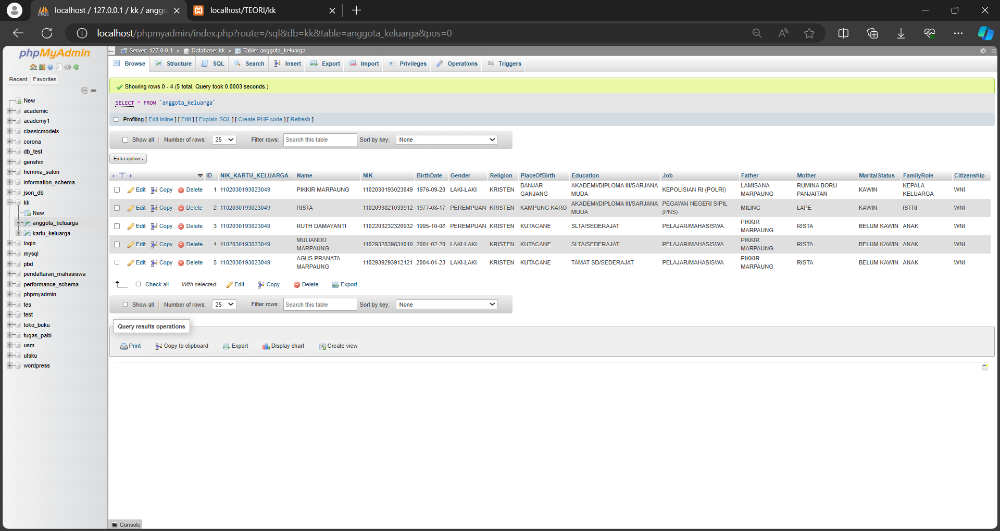 localhost / 127.0.0.1 / kk / anggo
localhost/TEORI/kk
localhost/phpmyadmin/index.php?route=/sql&db=kk&table=anggota_keluarga&pos=0
phpMyAdmin
Recent Favorites
New
academic
academy1
classicmodels
corona
db_test
genshin
hemma_salon
information_schema
json_db
kk
New
anggota_keluarga
kartu_keluarga
login
mysql
pbd
pendaftaran_mahasiswa
performance_schema
phpmyadmin
tes
test
toko_buku
tugas_pabi
usm
utsku
wordpress
Server: 127.0.0.1 » Database: kk » Table: anggota_keluarga
Browse Structure SQL Search Insert Export Import Privileges Operations Triggers
Showing rows 0 - 4 (5 total, Query took 0.0003 seconds.)
SELECT * FROM `anggota_keluarga`
Profiling [ Edit inline ] [ Edit ] [ Explain SQL ] [ Create PHP code ] [ Refresh ]
Show all Number of rows: 25 Filter rows: Search this table Sort by key: None
Extra options
ID NIK_KARTU_KELUARGA Name NIK BirthDate Gender Religion PlaceOfBirth Education Job Father Mother MaritalStatus FamilyRole Citizenship
Edit Copy Delete 1 1102030193023049 PIKKIR MARPAUNG 1102030193023049 1976-09-20 LAKI-LAKI KRISTEN BANJAR GANJANG AKADEMI/DIPLOMA III/SARJANA MUDA KEPOLISIAN RI (POLRI) LAMISANA MARPAUNG RUMINA BORU PANJAITAN KAWIN KEPALA KELUARGA WNI
Edit Copy Delete 2 1102030193023049 RISTA 1102093821033912 1977-08-17 PEREMPUAN KRISTEN KAMPUNG KARO AKADEMI/DIPLOMA III/SARJANA MUDA PEGAWAI NEGERI SIPIL (PNS) MILING LAPE KAWIN ISTRI WNI
Edit Copy Delete 3 1102030193023049 RUTH DAMAYANTI 1102203232320932 1995-10-08 PEREMPUAN KRISTEN KUTACANE SLTA/SEDERAJAT PELAJAR/MAHASISWA PIKKIR MARPAUNG RISTA BELUM KAWIN ANAK WNI
Edit Copy Delete 4 1102030193023049 MULIANDO MARPAUNG 1102932839831010 2001-02-20 LAKI-LAKI KRISTEN KUTACANE SLTA/SEDERAJAT PELAJAR/MAHASISWA PIKKIR MARPAUNG RISTA BELUM KAWIN ANAK WNI
Edit Copy Delete 5 1102030193023049 AGUS PRANATA MARPAUNG 1102939293912121 2004-01-23 LAKI-LAKI KRISTEN KUTACANE TAMAT SD/SEDERAJAT PELAJAR/MAHASISWA PIKKIR MARPAUNG RISTA BELUM KAWIN ANAK WNI
Check all With selected: Edit Copy Delete Export
Show all Number of rows: 25 Filter rows: Search this table Sort by key: None
Query results operations
Print Copy to clipboard Export Display chart Create view
Console